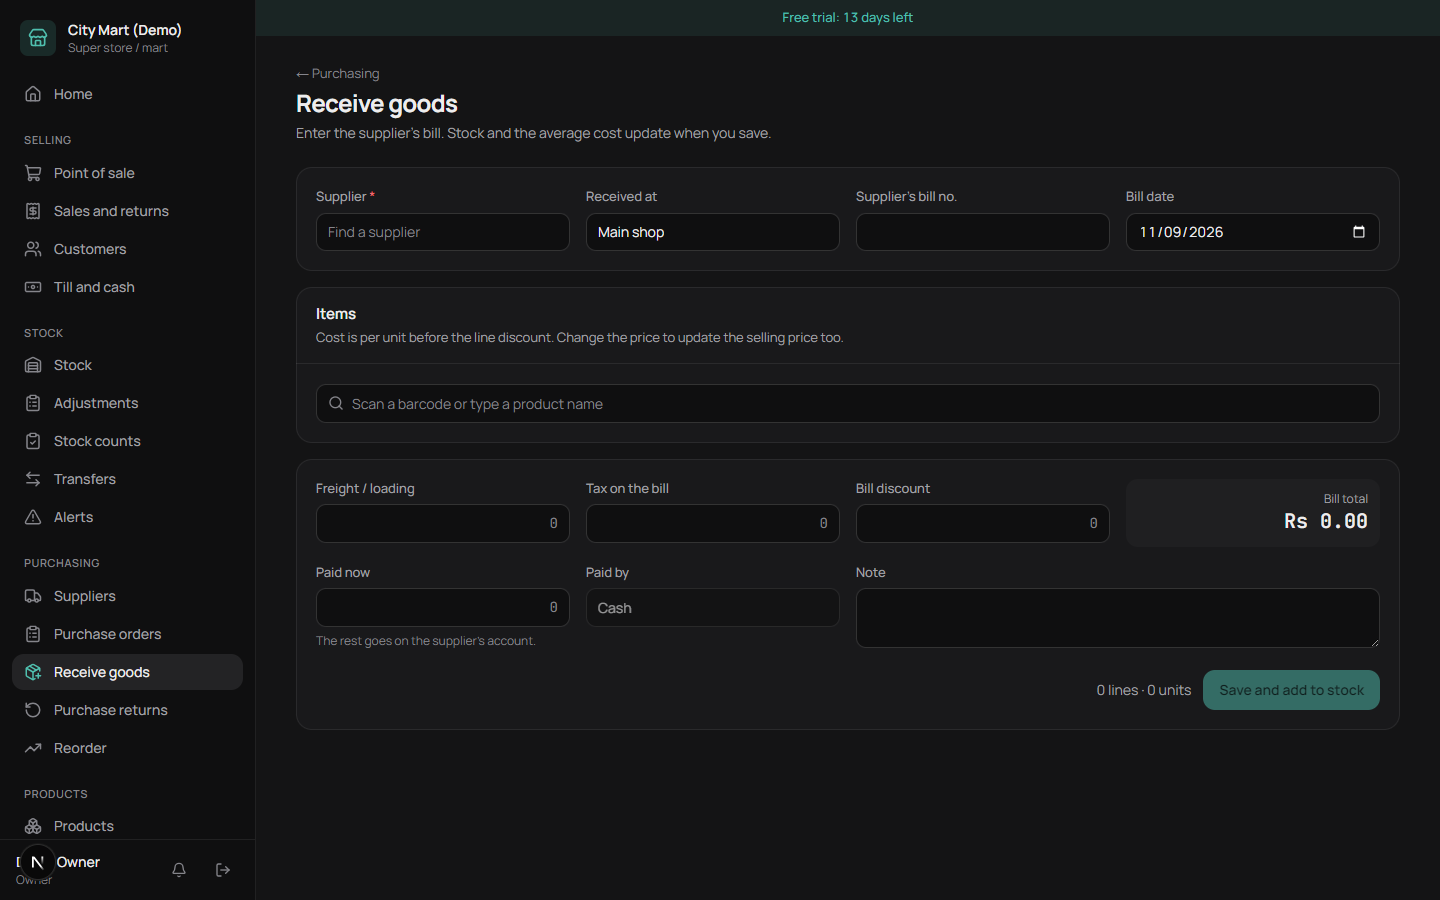 City Mart (Demo)
Super store / mart
Home
SELLING
Point of sale
Sales and returns
Customers
Till and cash
STOCK
Stock
Adjustments
Stock counts
Transfers
Alerts
PURCHASING
Suppliers
Purchase orders
Receive goods
Purchase returns
Reorder
PRODUCTS
Products
N Owner
Owner
Free trial: 13 days left
← Purchasing
Receive goods
Enter the supplier's bill. Stock and the average cost update when you save.
Supplier * Received at Supplier's bill no. Bill date
Find a supplier Main shop 11/09/2026
Items
Cost is per unit before the line discount. Change the price to update the selling price too.
Scan a barcode or type a product name
Freight / loading Tax on the bill Bill discount Bill total
0 0 0 Rs 0.00
Paid now Paid by Note
0 Cash
The rest goes on the supplier's account.
0 lines · 0 units Save and add to stock